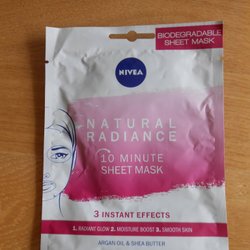 BIODEGRADABLE
SHEET MASK
NIVEA
NATURAL
RADIANCE
10 MINUTE
SHEET MASK
3 INSTANT EFFECTS
1. RADIANT GLOW 2. MOISTURE BOOST 3. SMOOTH SKIN
ARGAN OIL & SHEA BUTTER